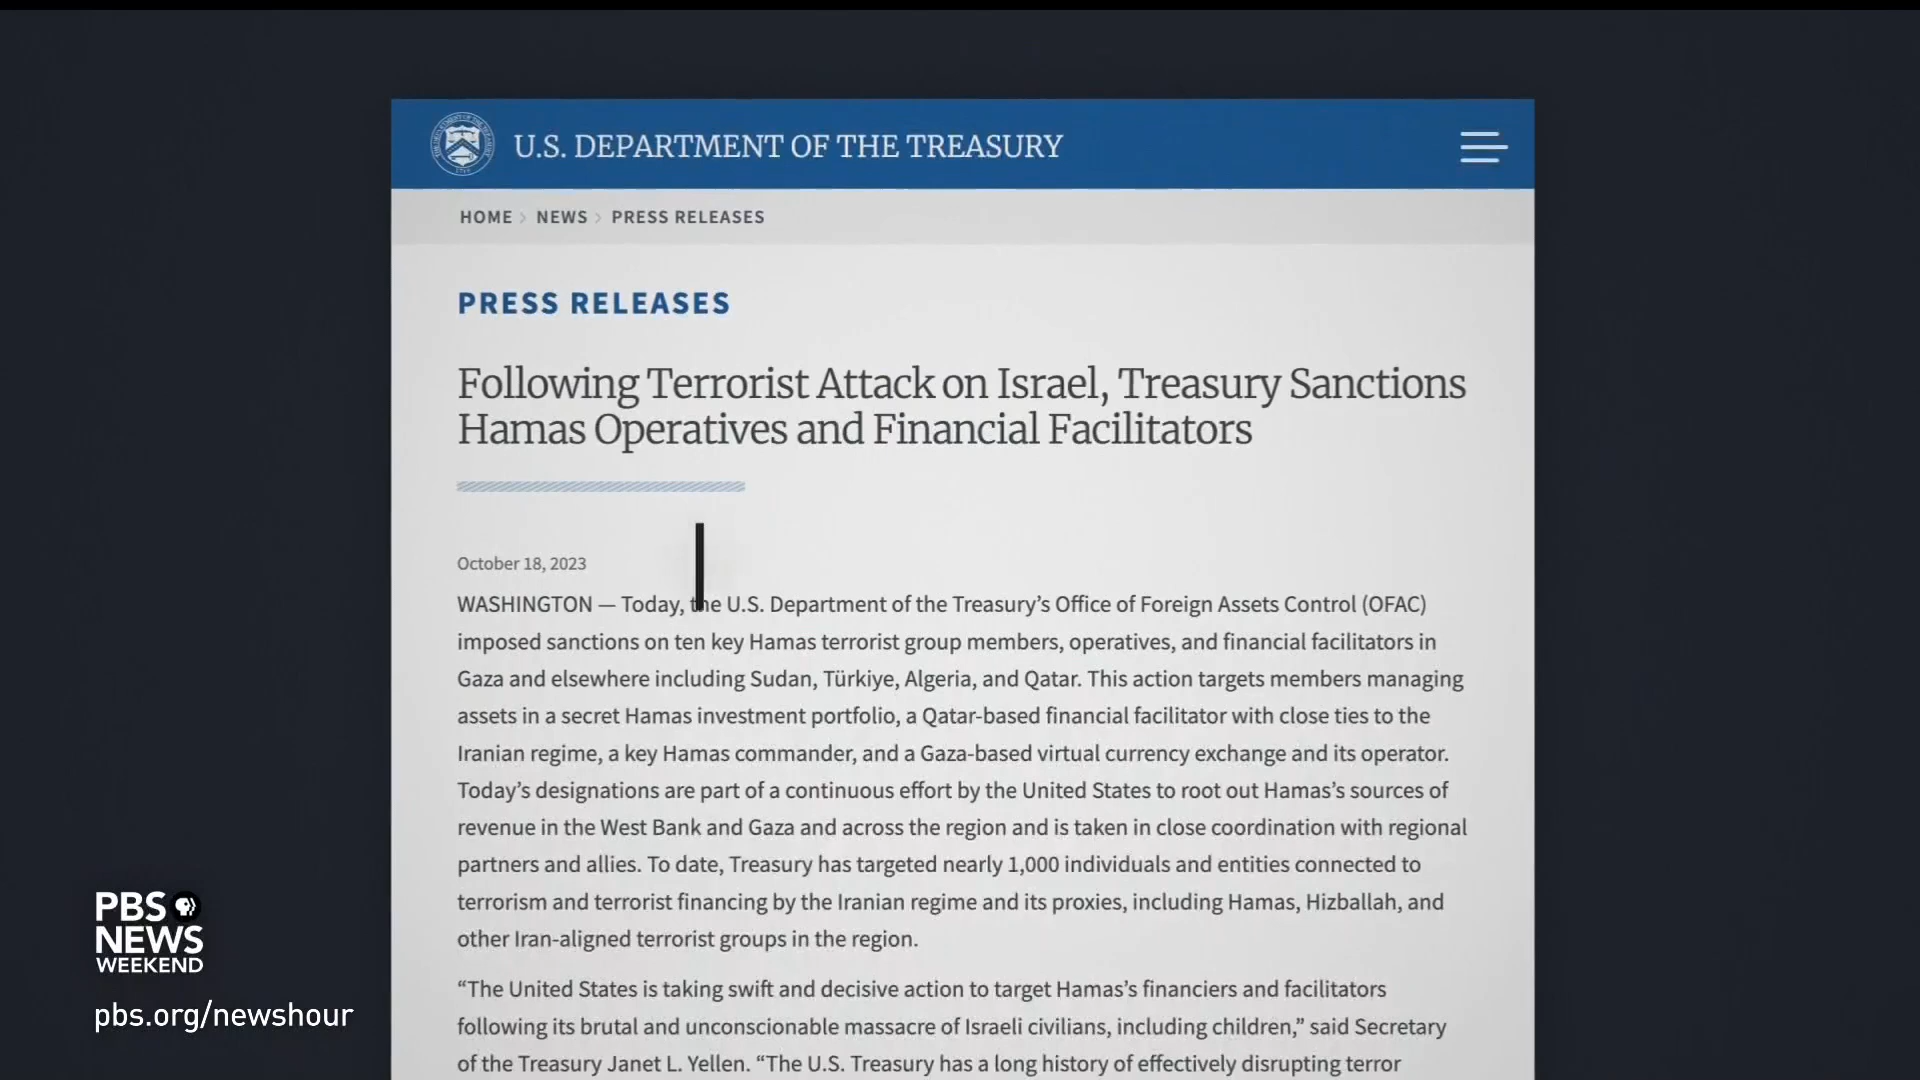 U.S. DEPARTMENT OF THE TREASURY
HOME > NEWS > PRESS RELEASES
PRESS RELEASES
Following Terrorist Attack on Israel, Treasury Sanctions
Hamas Operatives and Financial Facilitators
October 18, 2023
WASHINGTON — Today, the U.S. Department of the Treasury’s Office of Foreign Assets Control (OFAC)
imposed sanctions on ten key Hamas terrorist group members, operatives, and financial facilitators in
Gaza and elsewhere including Sudan, Türkiye, Algeria, and Qatar. This action targets members managing
assets in a secret Hamas investment portfolio, a Qatar-based financial facilitator with close ties to the
Iranian regime, a key Hamas commander, and a Gaza-based virtual currency exchange and its operator.
Today’s designations are part of a continuous effort by the United States to root out Hamas’s sources of
revenue in the West Bank and Gaza and across the region and is taken in close coordination with regional
partners and allies. To date, Treasury has targeted nearly 1,000 individuals and entities connected to
terrorism and terrorist financing by the Iranian regime and its proxies, including Hamas, Hizballah, and
other Iran-aligned terrorist groups in the region.
“The United States is taking swift and decisive action to target Hamas’s financiers and facilitators
following its brutal and unconscionable massacre of Israeli civilians, including children,” said Secretary
of the Treasury Janet L. Yellen. “The U.S. Treasury has a long history of effectively disrupting terror
PBS
NEWS
WEEKEND
pbs.org/newshour